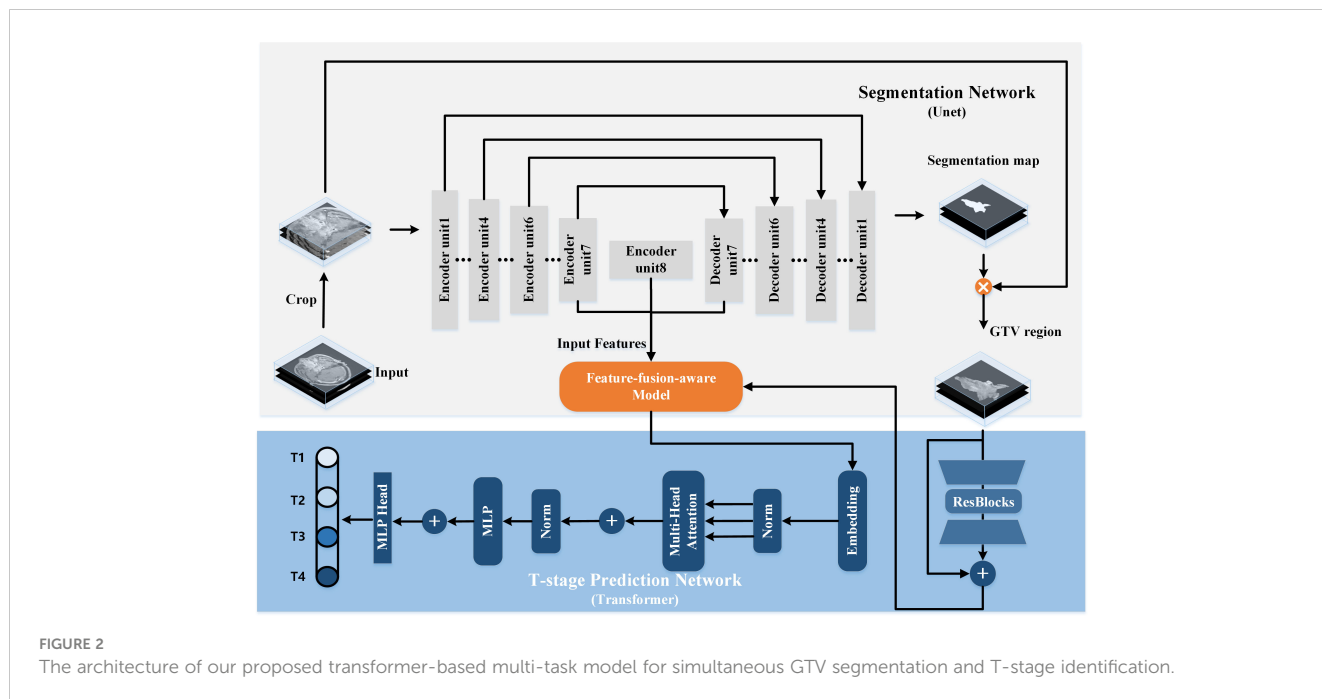 Segmentation Network
(Unet)
Segmentation map
Encoder unit1
Encoder unit4
Encoder unit6
Encoder
unit7
Encoder
unit8
Decoder
unit7
Decoder unit6
Decoder unit4
Decoder unit1
Crop
Input
Input Features
GTV region
Feature-fusion-aware
Model
T1
T2
T3
T4
MLP Head
MLP
Norm
Multi-Head
Attention
Norm
Embedding
ResBlocks
T-stage Prediction Network
(Transformer)
FIGURE 2
The architecture of our proposed transformer-based multi-task model for simultaneous GTV segmentation and T-stage identification.